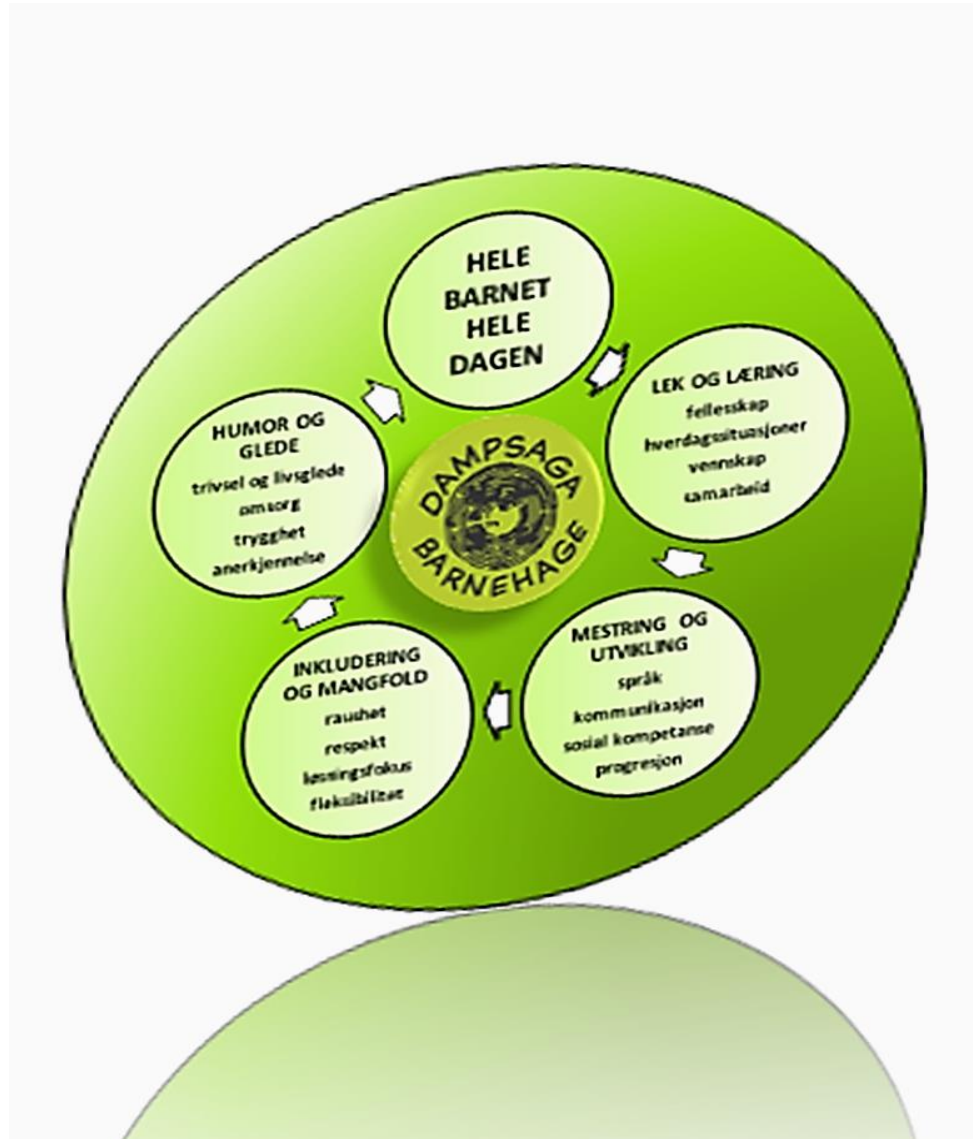 HELE
BARNET
HELE
DAGEN
LEK OG LÆRING
fellesskap
hverdagssituasjoner
vennskap
samarbeid
MESTRING OG
UTVIKLING
språk
kommunikasjon
sosial kompetanse
progresjon
INKLUDERING
OG MANGFOLD
raushet
respekt
løsningsfokus
fleksibilitet
HUMOR OG
GLEDE
trivsel og livsglede
omsorg
trygghet
anerkjennelse
DAMPSAGA
BARNEHAGE